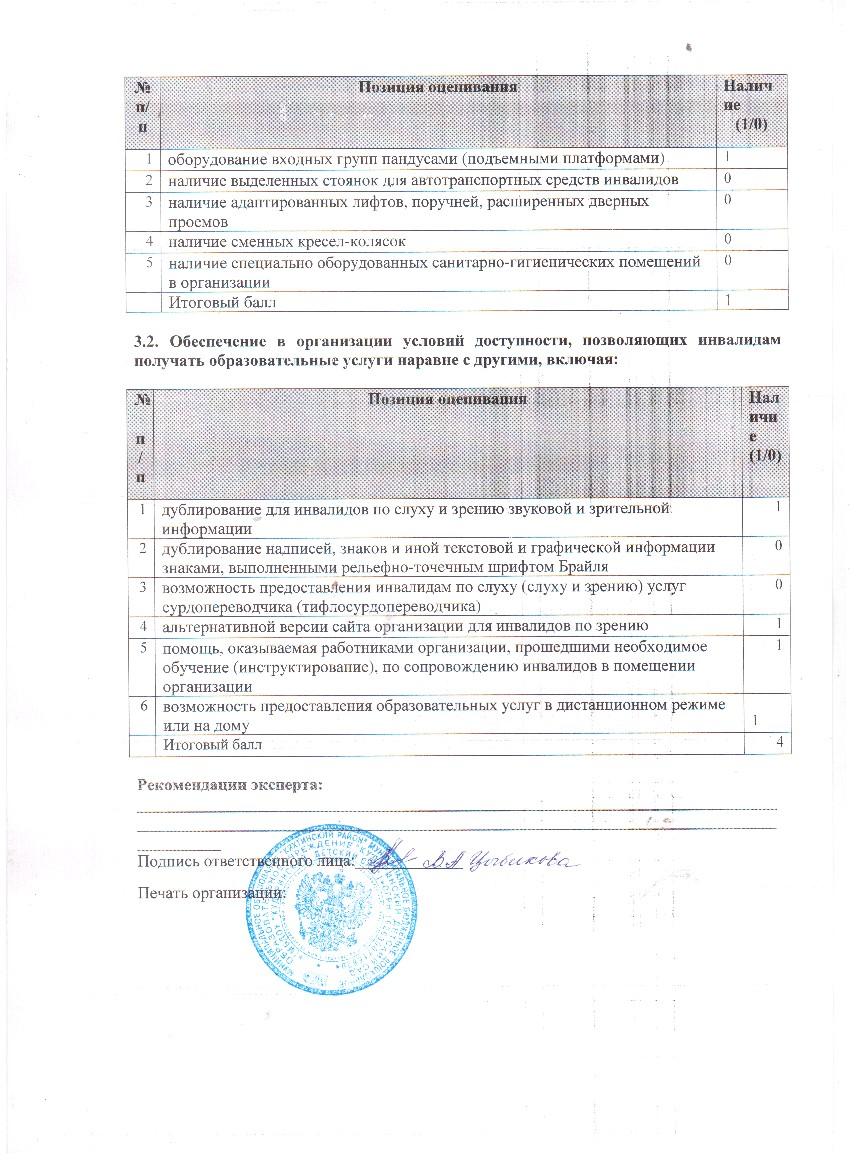 № Позиция оценивания Налич
п/ ие
п (1/0)
1 оборудование входных групп пандусами (подъемными платформами) 1
2 наличие выделенных стоянок для автотранспортных средств инвалидов 0
3 наличие адаптированных лифтов, поручней, расширенных дверных 0
проемов
4 наличие сменных кресел-колясок 0
5 наличие специально оборудованных санитарно-гигиенических помещений 0
в организации
Итоговый балл 1
3.2. Обеспечение в организации условий доступности, позволяющих инвалидам
получать образовательные услуги наравне с другими, включая:
№ Позиция оценивания Нал
ичи
п е
/ (1/0)
п
1 дублирование для инвалидов по слуху и зрению звуковой и зрительной 1
информации
2 дублирование надписей, знаков и иной текстовой и графической информации 0
знаками, выполненными рельефно-точечным шрифтом Брайля
3 возможность предоставления инвалидам по слуху (слуху и зрению) услуг 0
сурдопереводчика (тифлосурдопереводчика)
4 альтернативной версии сайта организации для инвалидов по зрению 1
5 помощь, оказываемая работниками организации, прошедшими необходимое 1
обучение (инструктирование), по сопровождению инвалидов в помещении
организации
6 возможность предоставления образовательных услуг в дистанционном режиме
или на дому 1
Итоговый балл 4
Рекомендации эксперта:
Подпись ответственного лица: В.А Цыбикова
Печать организации: